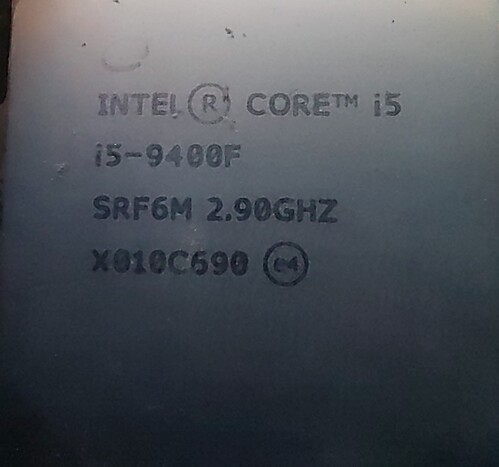 INTEL® CORE™ i5
i5-9400F
SRF6M 2.90GHZ
X010C690 e4